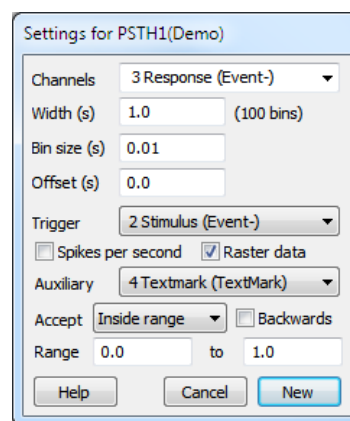 Settings for PSTH1(Demo)
Channels 3 Response (Event-)
Width (s) 1.0 (100 bins)
Bin size (s) 0.01
Offset (s) 0.0
Trigger 2 Stimulus (Event-)
Spikes per second Raster data
Auxiliary 4 Textmark (TextMark)
Accept Inside range Backwards
Range 0.0 to 1.0
Help Cancel New